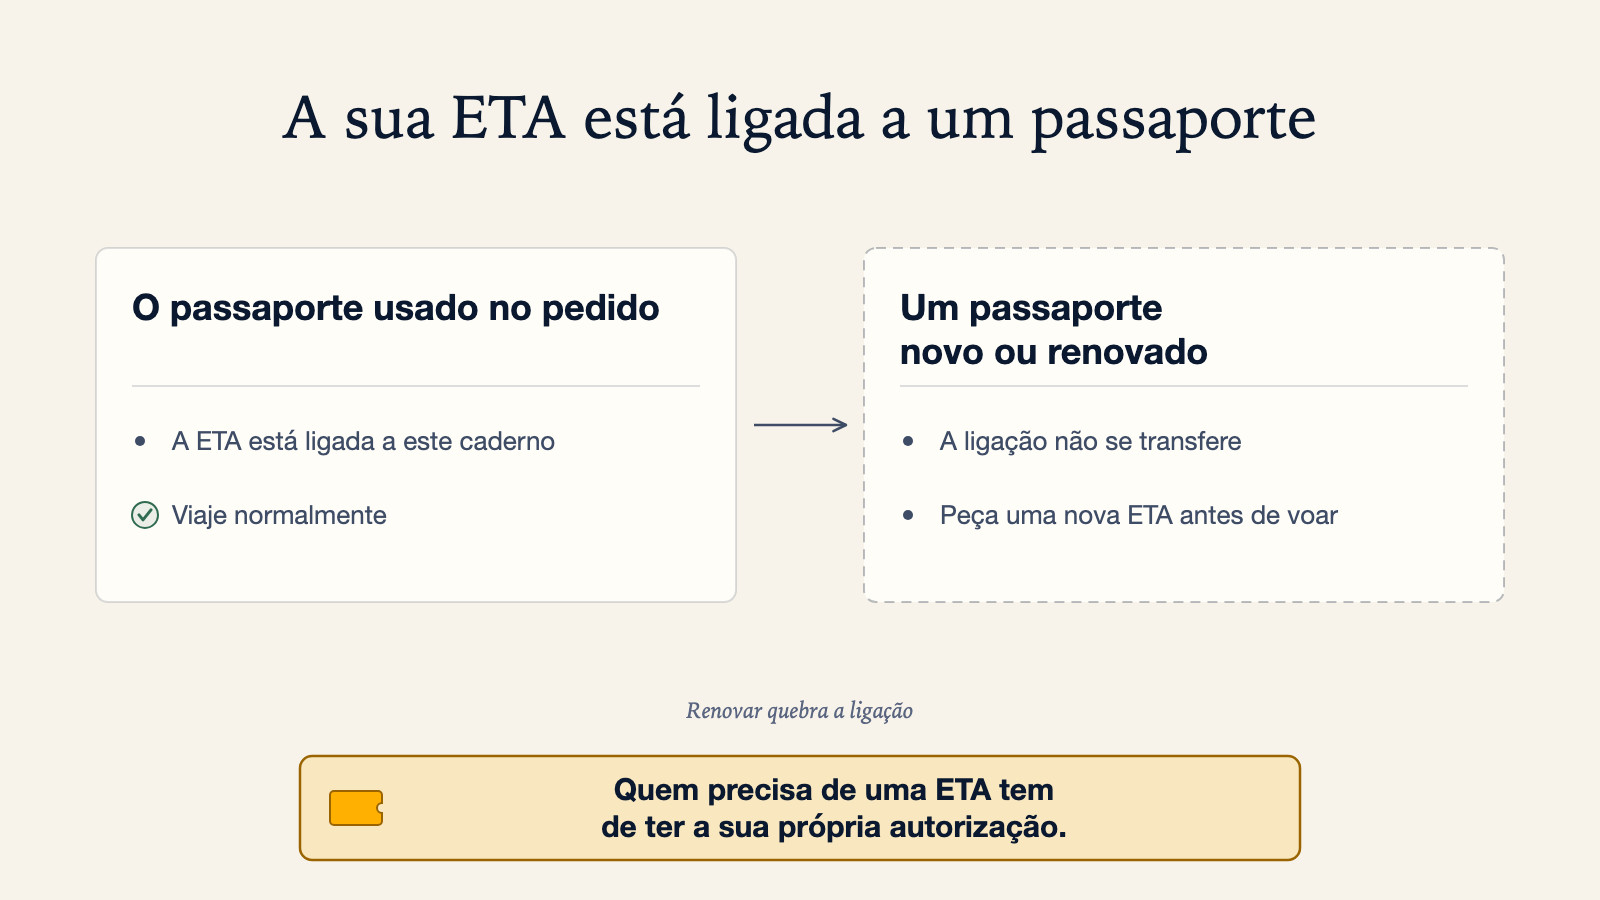 A sua ETA está ligada a um passaporte
O passaporte usado no pedido
A ETA está ligada a este caderno
Viaje normalmente
Um passaporte
novo ou renovado
A ligação não se transfere
Peça uma nova ETA antes de voar
Renovar quebra a ligação
Quem precisa de uma ETA tem
de ter a sua própria autorização.